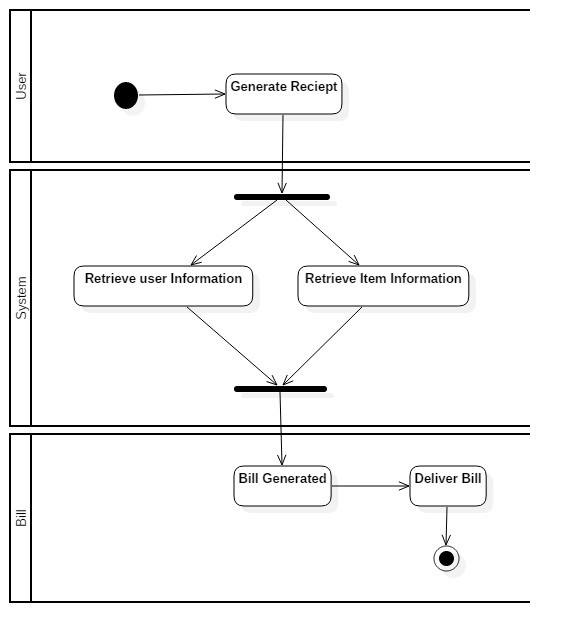 User
Generate Reciept
System
Retrieve user Information
Retrieve Item Information
Bill
Bill Generated
Deliver Bill